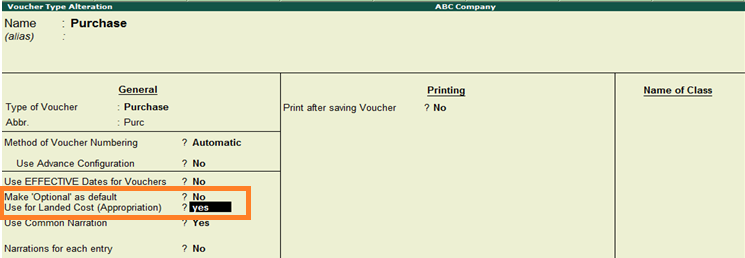 Voucher Type Alteration ABC Company
Name : Purchase
(alias) :
General
Type of Voucher : Purchase
Abbr. : Purc
Method of Voucher Numbering ? Automatic
Use Advance Configuration ? No
Use EFFECTIVE Dates for Vouchers ? No
Make 'Optional' as default ? No
Use for Landed Cost (Appropriation) ? yes
Use Common Narration ? Yes
Narrations for each entry ? No
Printing
Print after saving Voucher ? No
Name of Class